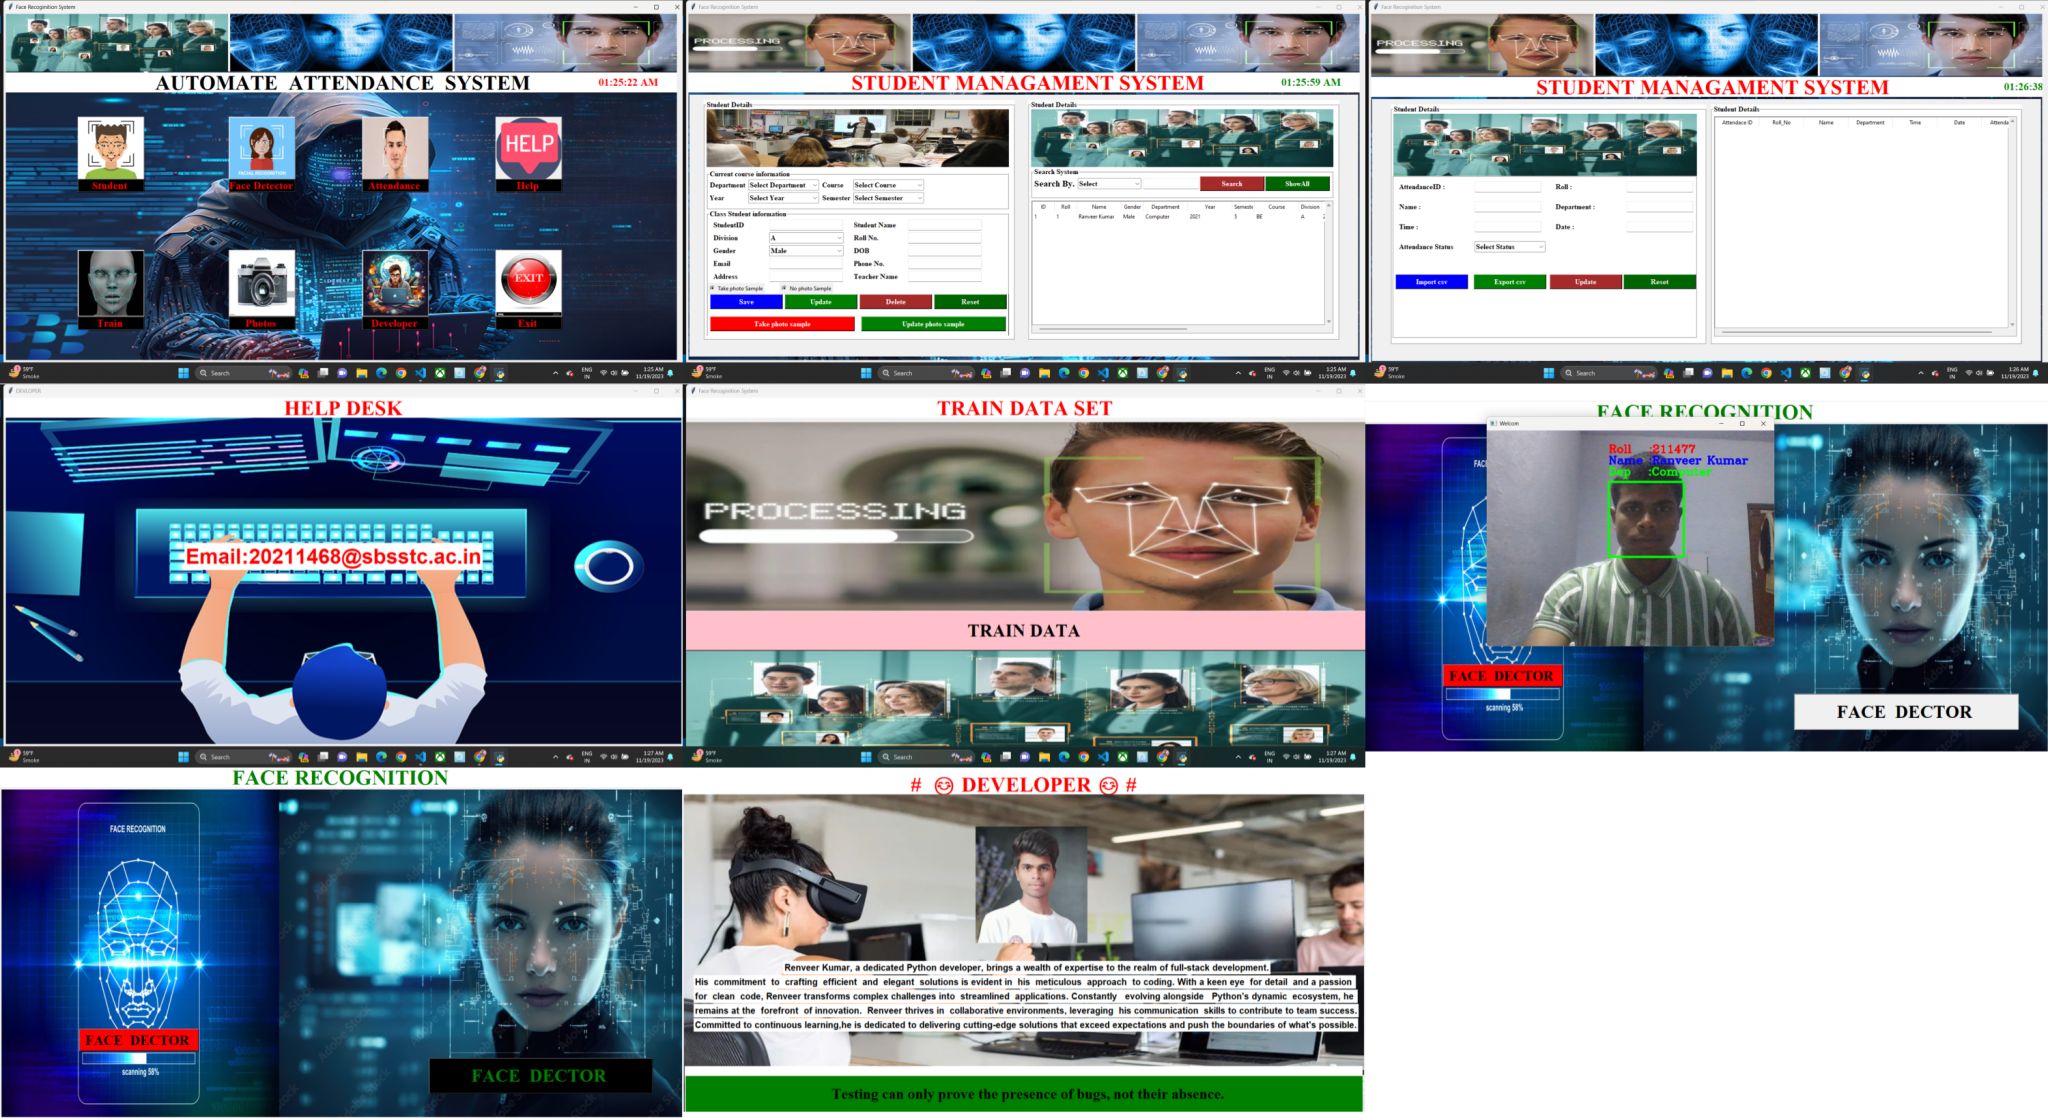 Face Recoginition System
AUTOMATE ATTENDANCE SYSTEM
01:25:22 AM
Student
Face Detector
FACIAL RECOGNITION
Attendance
HELP
Help
Train
Photos
Developer
EXIT
Exit
59°F
Smoke
Search
ENG
IN
1:25 AM
11/19/2023
Face Recoginition System
PROCESSING
STUDENT MANAGAMENT SYSTEM
01:25:59 AM
Student Details
Current course information
Department Select Department Course Select Course
Year Select Year Semester Select Semester
Class Student information
StudentID Student Name
Division A Roll No.
Gender Male DOB
Email Phone No.
Address Teacher Name
Take photo Sample No photo Sample
Save Update Delete Reset
Take photo sample Update photo sample
Student Details
Search System
Search By. Select Search ShowAll
ID Roll Name Gender Department Year Semeste Course Division
1 1 Ranveer Kumar Male Computer 2021 5 BE A 2
59°F
Smoke
Search
ENG
IN
1:25 AM
11/19/2023
Face Recoginition System
PROCESSING
STUDENT MANAGAMENT SYSTEM
01:26:38
Student Details
AttendanceID : Roll :
Name : Department :
Time : Date :
Attendance Status Select Status
Import csv Export csv Update Reset
Student Details
Attendace ID Roll_No Name Department Time Date Attenda
59°F
Smoke
Search
ENG
IN
1:26 AM
11/19/2023
DEVELOPER
HELP DESK
Email:20211468@sbsstc.ac.in
59°F
Smoke
Search
ENG
IN
1:27 AM
11/19/2023
Face Recoginition System
TRAIN DATA SET
PROCESSING
TRAIN DATA
59°F
Smoke
Search
ENG
IN
1:27 AM
11/19/2023
FACE RECOGNITION
Welcom
Roll :211477
Name :Ranveer Kumar
Dep :Computer
FAC
FACE DECTOR
scanning 58%
FACE DECTOR
FACE RECOGNITION
FACE RECOGNITION
FACE DECTOR
scanning 58%
FACE DECTOR
# 😊 DEVELOPER 😊 #
Renveer Kumar, a dedicated Python developer, brings a wealth of expertise to the realm of full-stack development.
His commitment to crafting efficient and elegant solutions is evident in his meticulous approach to coding. With a keen eye for detail and a passion
for clean code, Renveer transforms complex challenges into streamlined applications. Constantly evolving alongside Python's dynamic ecosystem, he
remains at the forefront of innovation. Renveer thrives in collaborative environments, leveraging his communication skills to contribute to team success.
Committed to continuous learning,he is dedicated to delivering cutting-edge solutions that exceed expectations and push the boundaries of what's possible.
Testing can only prove the presence of bugs, not their absence.